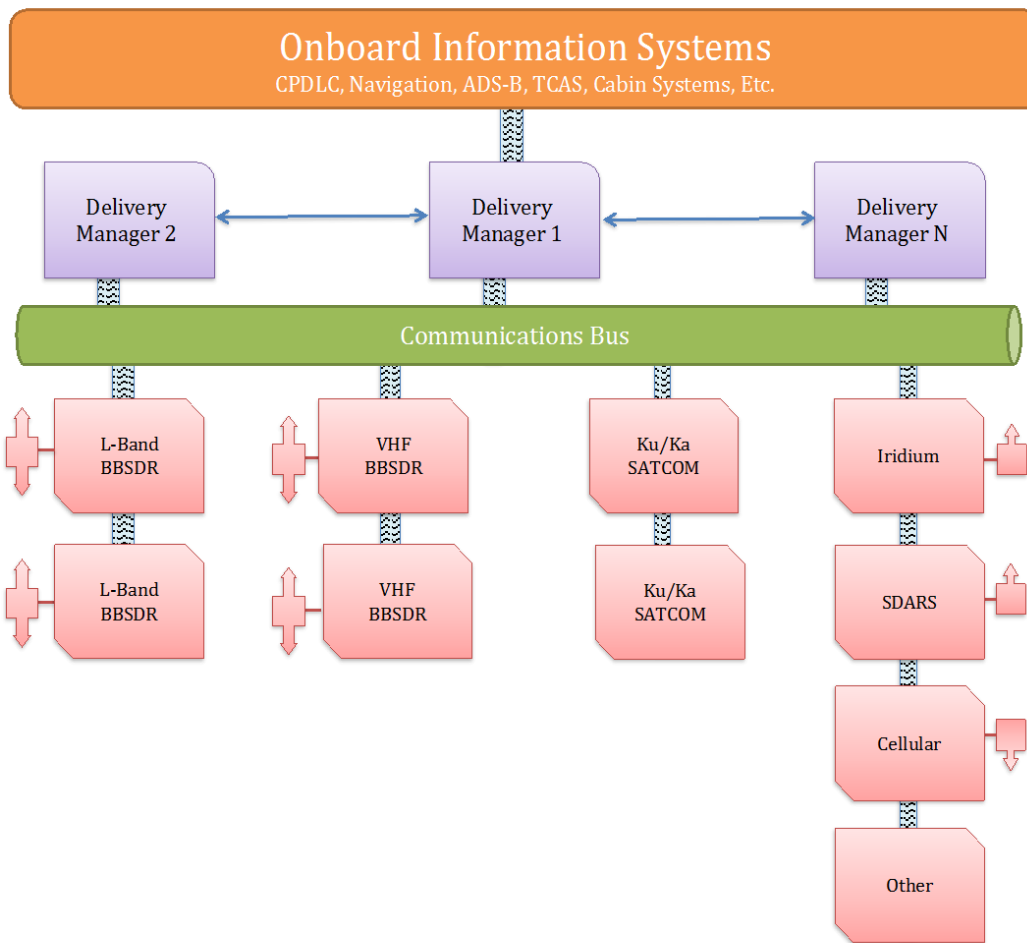 Onboard Information Systems
CPDLC, Navigation, ADS-B, TCAS, Cabin Systems, Etc.
Delivery
Manager 2
Delivery
Manager 1
Delivery
Manager N
Communications Bus
L-Band
BBSDR
VHF
BBSDR
Ku/Ka
SATCOM
Iridium
L-Band
BBSDR
VHF
BBSDR
Ku/Ka
SATCOM
SDARS
Cellular
Other